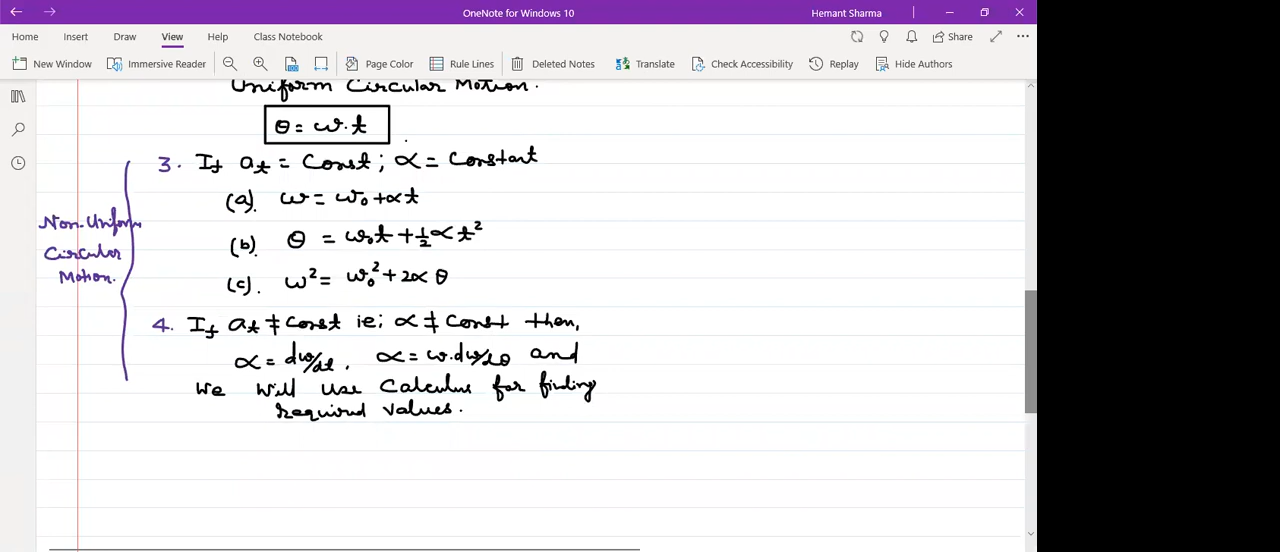 OneNote for Windows 10
Hemant Sharma
Home Insert Draw View Help Class Notebook
Share
New Window Immersive Reader Page Color Rule Lines Deleted Notes Translate Check Accessibility Replay Hide Authors
Uniform Circular Motion.
θ = ω.t
3. If at = Const; α = Constant
(a). ω = ω₀ + αt
(b). θ = ω₀t + ½ α t²
(c). ω² = ω₀² + 2α θ
Non-Uniform
Circular
Motion.
4. If at ≠ Const ie; α ≠ Const then,
α = dω/dt, α = ω.dω/dθ and
We will use Calculus for finding
required values.